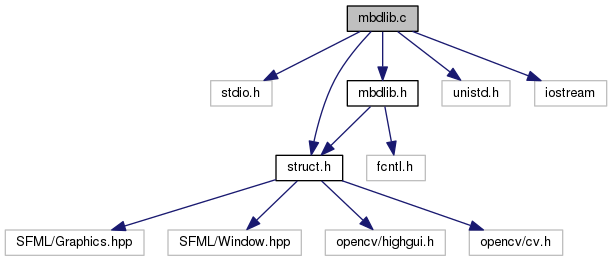 mbdlib.c
stdio.h
mbdlib.h
unistd.h
iostream
struct.h
fcntl.h
SFML/Graphics.hpp
SFML/Window.hpp
opencv/highgui.h
opencv/cv.h